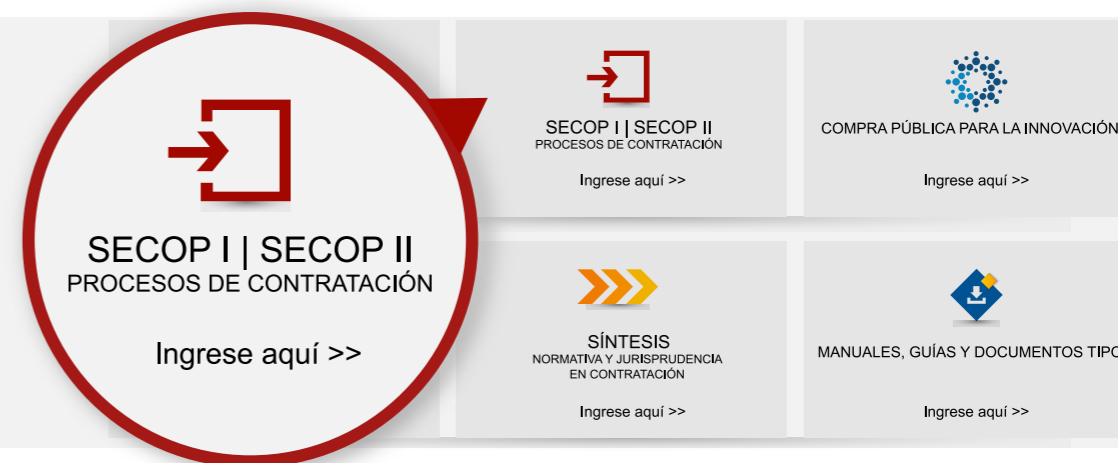 SECOP I | SECOP II
PROCESOS DE CONTRATACIÓN
Ingrese aquí >>
SECOP I | SECOP II
PROCESOS DE CONTRATACIÓN
Ingrese aquí >>
COMPRA PÚBLICA PARA LA INNOVACIÓN
Ingrese aquí >>
SÍNTESIS
NORMATIVA Y JURISPRUDENCIA
EN CONTRATACIÓN
Ingrese aquí >>
MANUALES, GUÍAS Y DOCUMENTOS TIPO
Ingrese aquí >>